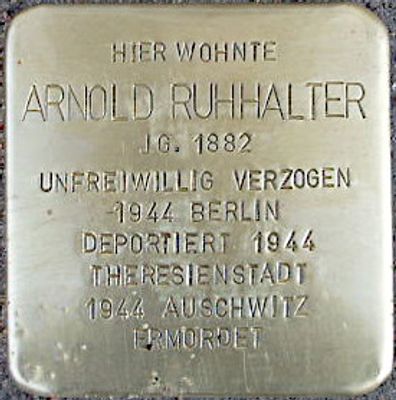 HIER WOHNTE
ARNOLD RUHHALTER
JG. 1882
UNFREIWILLIG VERZOGEN
1944 BERLIN
DEPORTIERT 1944
THERESIENSTADT
1944 AUSCHWITZ
ERMORDET